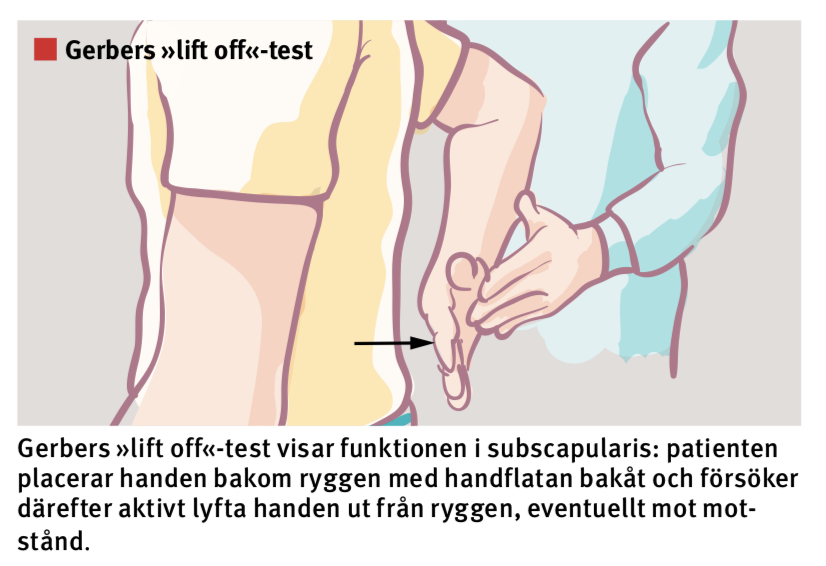 Gerbers »lift off«-test
Gerbers »lift off«-test visar funktionen i subscapularis: patienten
placerar handen bakom ryggen med handflatan bakåt och försöker
därefter aktivt lyfta handen ut från ryggen, eventuellt mot mot-
stånd.